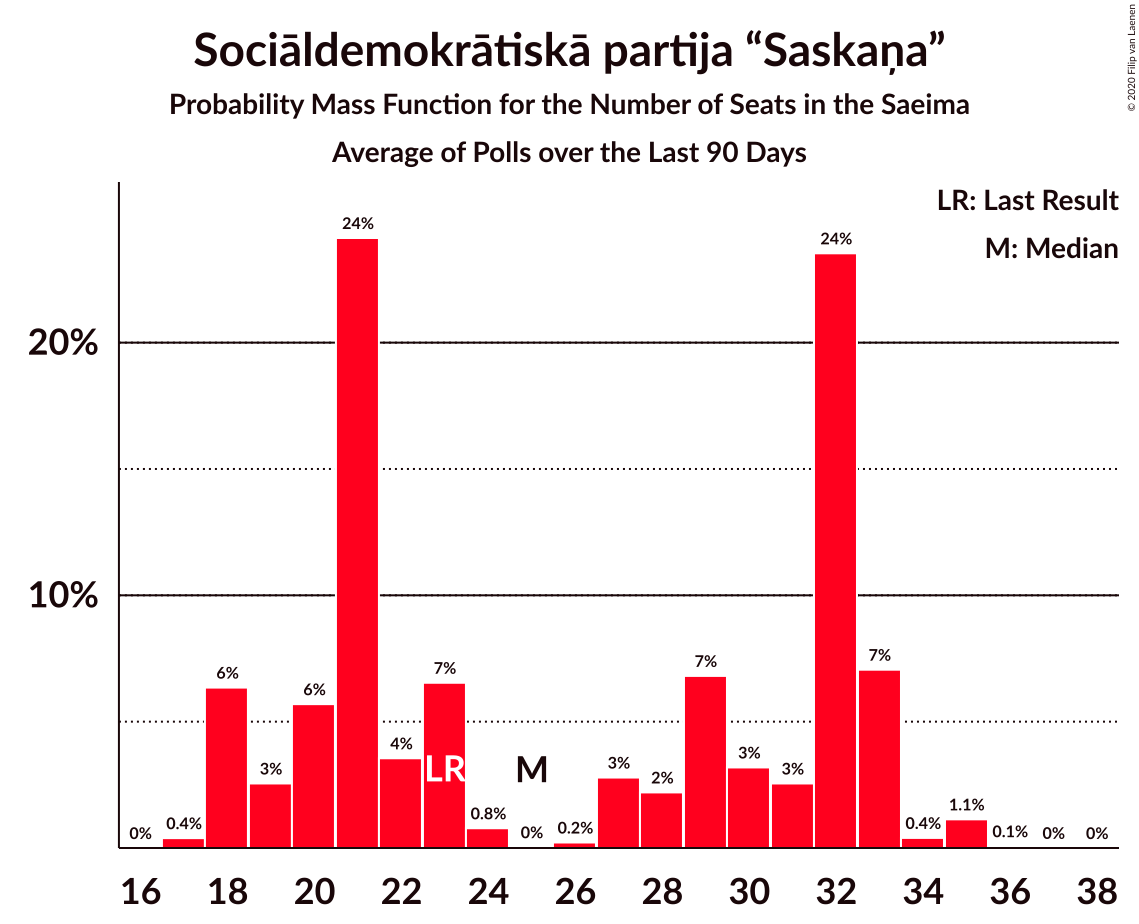 Sociāldemokrātiskā partija “Saskaņa”
Probability Mass Function for the Number of Seats in the Saeima
Average of Polls over the Last 90 Days
© 2020 Filip van Laenen
LR: Last Result
M: Median
20%
10%
0% 0.4% 6% 3% 6% 24% 4% 7% 0.8% 0% 0.2% 3% 2% 7% 3% 3% 24% 7% 0.4% 1.1% 0.1% 0% 0%
LR M
16 18 20 22 24 26 28 30 32 34 36 38